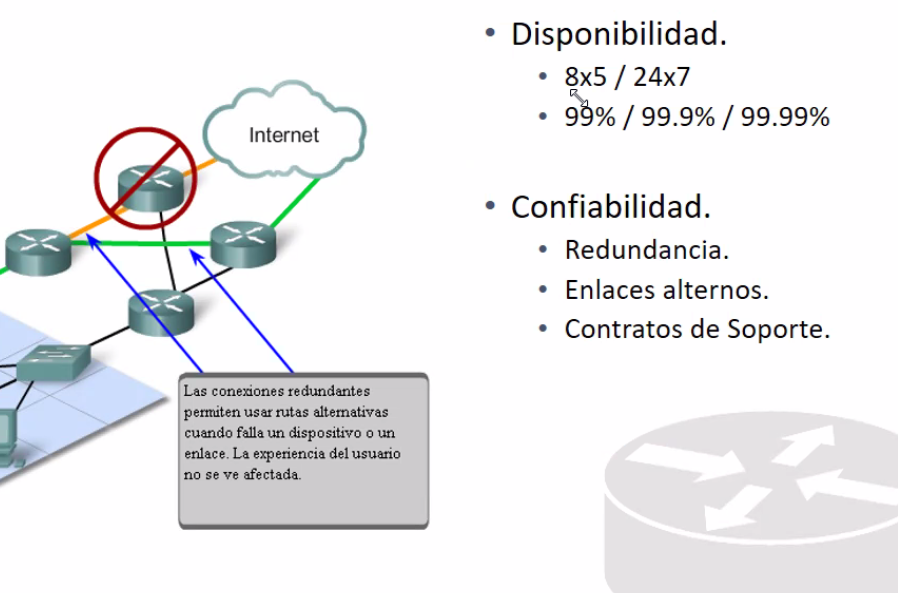 Disponibilidad.
8x5 / 24x7
99% / 99.9% / 99.99%
Internet
Confiabilidad.
Redundancia.
Enlaces alternos.
Contratos de Soporte.
Las conexiones redundantes
permiten usar rutas alternativas
cuando falla un dispositivo o un
enlace. La experiencia del usuario
no se ve afectada.